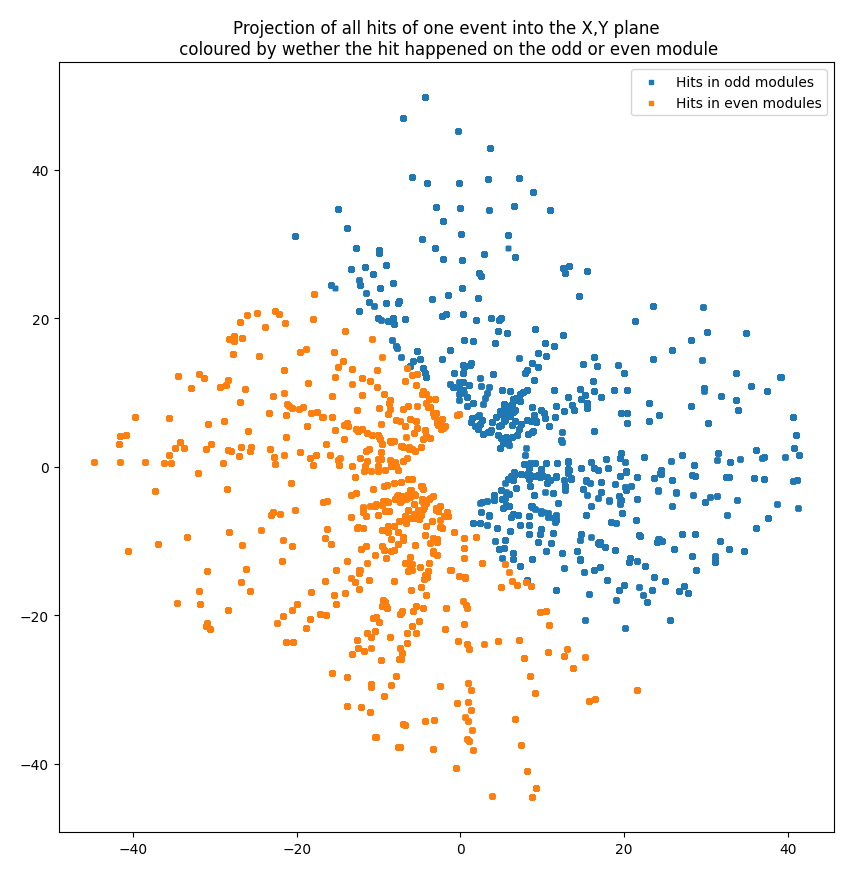 Projection of all hits of one event into the X,Y plane
coloured by wether the hit happened on the odd or even module
Hits in odd modules
Hits in even modules
40
20
0
−20
−40
−40
−20
0
20
40